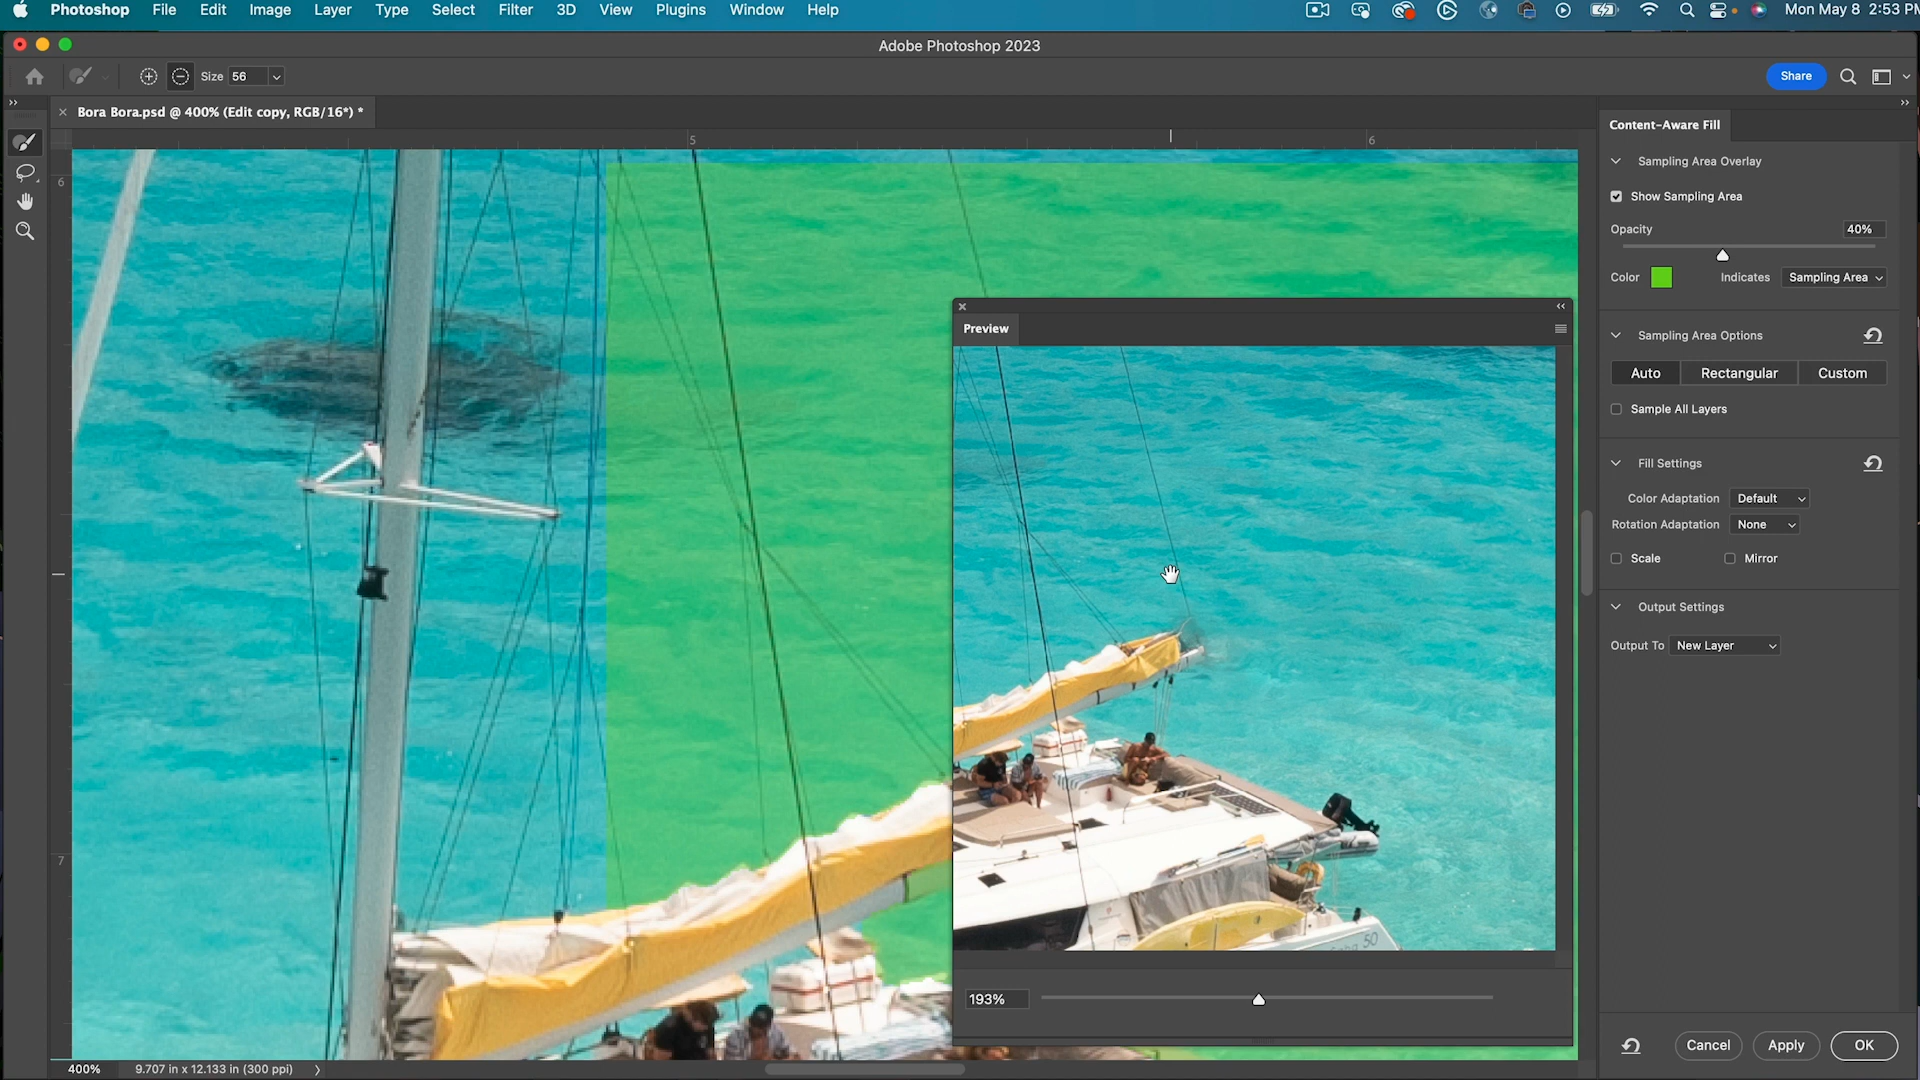 Photoshop File Edit Image Layer Type Select Filter 3D View Plugins Window Help Mon May 8 2:53 PM
Adobe Photoshop 2023
Size 56 Share
Bora Bora.psd @ 400% (Edit copy, RGB/16*) *
Content-Aware Fill
5 6
Sampling Area Overlay
6
Show Sampling Area
Opacity 40%
Color Indicates Sampling Area
Preview
Sampling Area Options
Auto Rectangular Custom
Sample All Layers
Fill Settings
Color Adaptation Default
Rotation Adaptation None
Scale Mirror
Output Settings
Output To New Layer
7
50
193%
Cancel Apply OK
400% 9.707 in x 12.133 in (300 ppi)